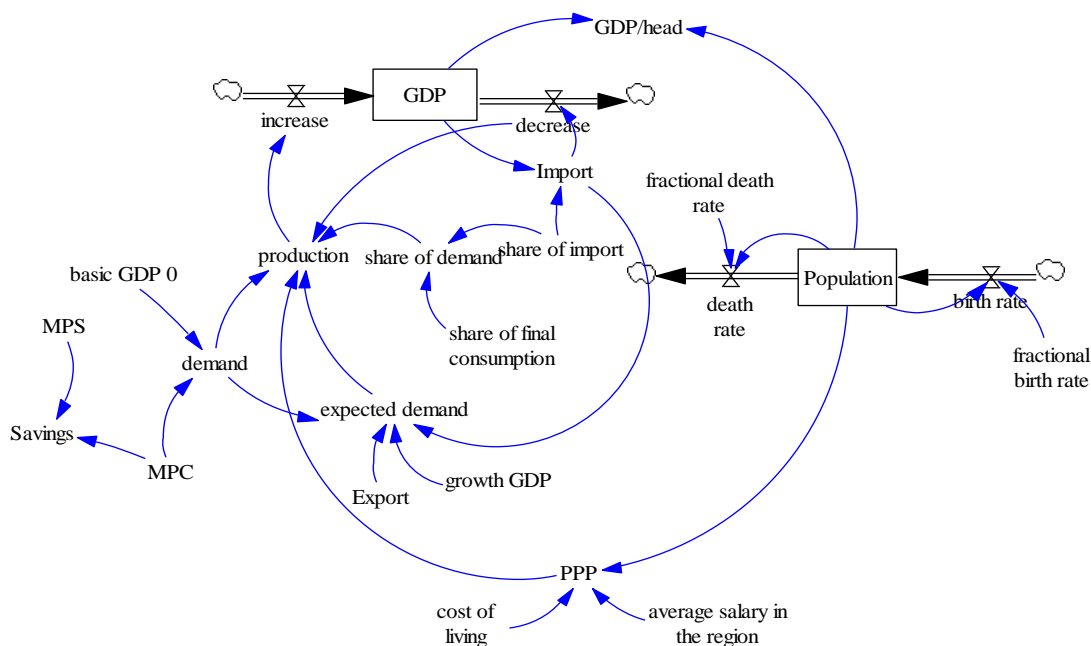 GDP/head
GDP
increase
decrease
Import
fractional death
rate
production
share of demand
share of import
basic GDP 0
Population
death
rate
birth rate
MPS
share of final
consumption
demand
fractional
birth rate
expected demand
Savings
MPC
growth GDP
Export
PPP
cost of
living
average salary in
the region